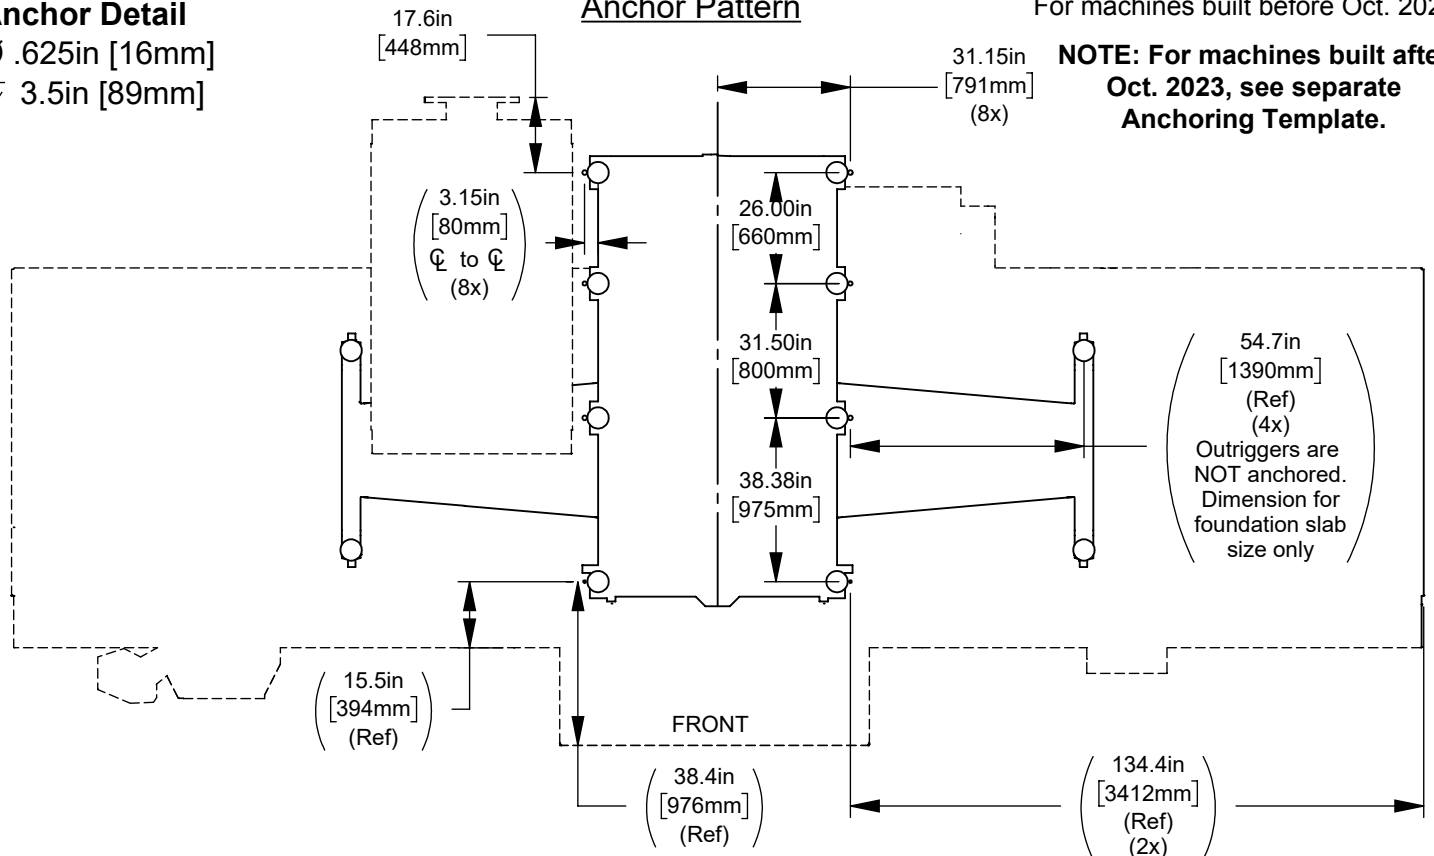 Anchor Pattern
For machines built before Oct.
Detail
.625in [16mm]
3.5in [89mm]
17.6in
[448mm]
31.15in
[791mm]
(8x)
NOTE: For machines built
Oct. 2023, see separate
Anchoring Template.
3.15in
[80mm]
℄ to ℄
(8x)
26.00in
[660mm]
31.50in
[800mm]
38.38in
[975mm]
54.7in
[1390mm]
(Ref)
(4x)
Outriggers are
NOT anchored.
Dimension for
foundation slab
size only
15.5in
[394mm]
(Ref)
FRONT
38.4in
[976mm]
(Ref)
134.4in
[3412mm]
(Ref)
(2x)